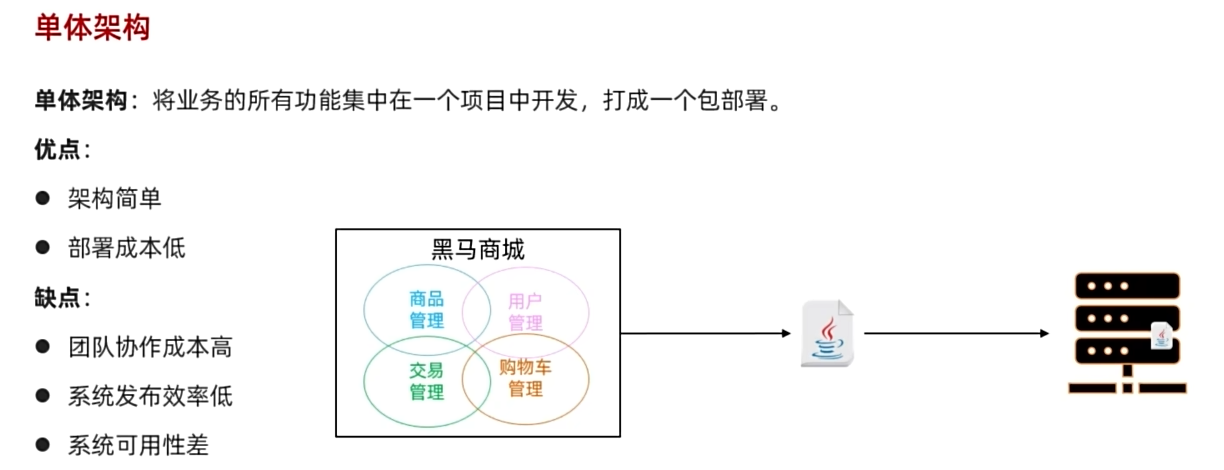 单体架构
单体架构：将业务的所有功能集中在一个项目中开发，打成一个包部署。
优点：
● 架构简单
● 部署成本低
缺点：
● 团队协作成本高
● 系统发布效率低
● 系统可用性差
黑马商城
商品
管理
用户
管理
交易
管理
购物车
管理